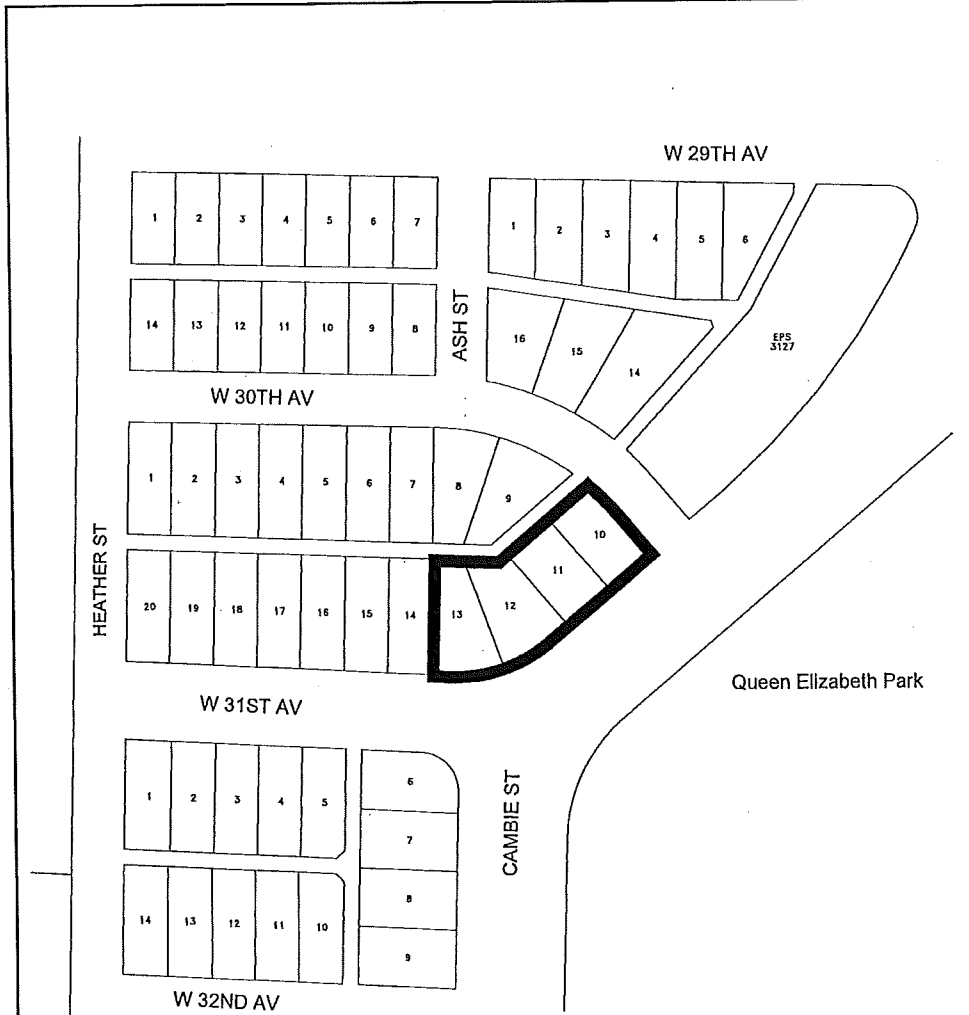 W 29TH AV
1 2 3 4 5 6 7
1 2 3 4 5 6
14 13 12 11 10 9 8
ASH ST
16 15 14
EPS
3127
W 30TH AV
1 2 3 4 5 6 7 8 9
10
11
12
13
HEATHER ST
20 19 18 17 16 15 14
W 31ST AV
Queen Elizabeth Park
1 2 3 4 5
6
7
8
9
CAMBIE ST
14 13 12 11 10
W 32ND AV